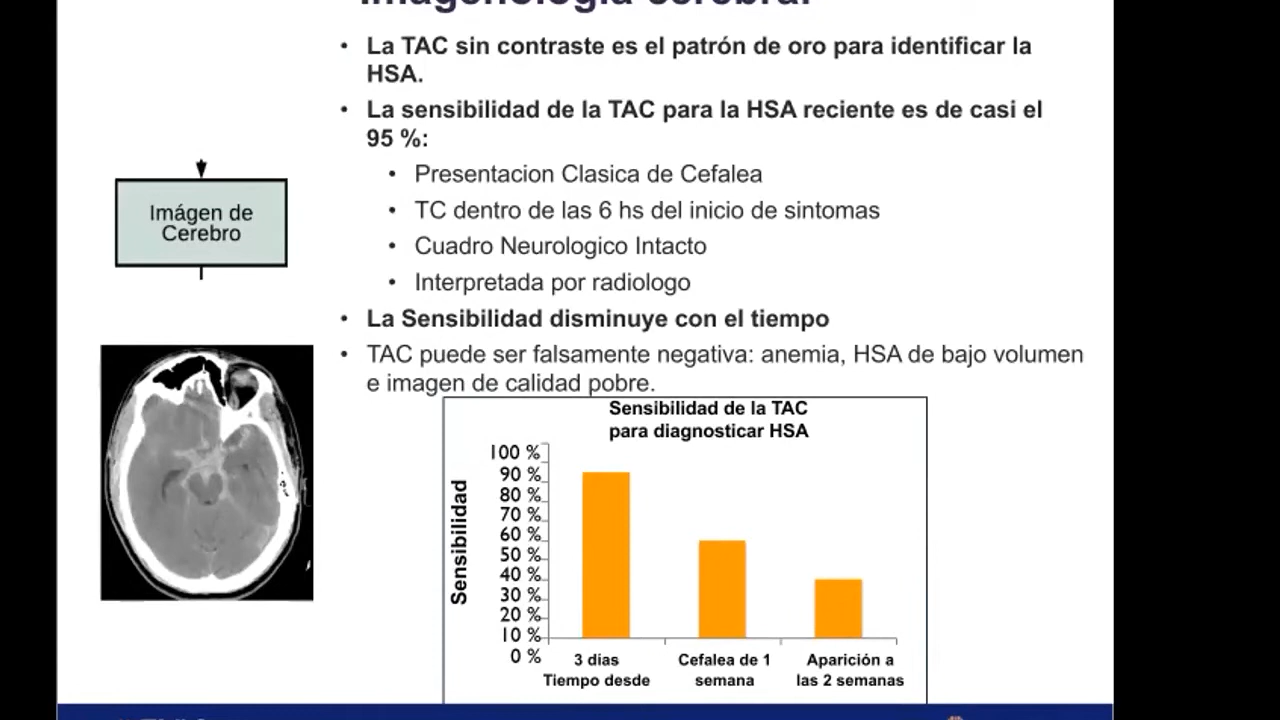 Imagenología cerebral
• La TAC sin contraste es el patrón de oro para identificar la
HSA.
• La sensibilidad de la TAC para la HSA reciente es de casi el
95 %:
• Presentacion Clasica de Cefalea
• TC dentro de las 6 hs del inicio de sintomas
• Cuadro Neurologico Intacto
• Interpretada por radiologo
• La Sensibilidad disminuye con el tiempo
• TAC puede ser falsamente negativa: anemia, HSA de bajo volumen
e imagen de calidad pobre.
Imágen de
Cerebro
Sensibilidad de la TAC
para diagnosticar HSA
Sensibilidad
100 %
90 %
80 %
70 %
60 %
50 %
40 %
30 %
20 %
10 %
0 %
3 dias
Tiempo desde
Cefalea de 1
semana
Aparición a
las 2 semanas